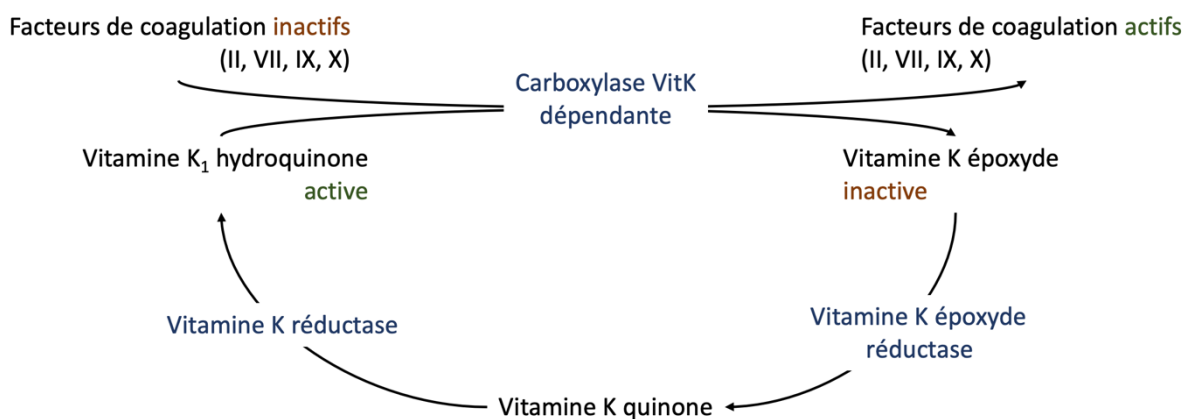 Facteurs de coagulation inactifs
(II, VII, IX, X)
Facteurs de coagulation actifs
(II, VII, IX, X)
Carboxylase VitK
dépendante
Vitamine K₁ hydroquinone
active
Vitamine K époxyde
inactive
Vitamine K réductase
Vitamine K époxyde
réductase
Vitamine K quinone